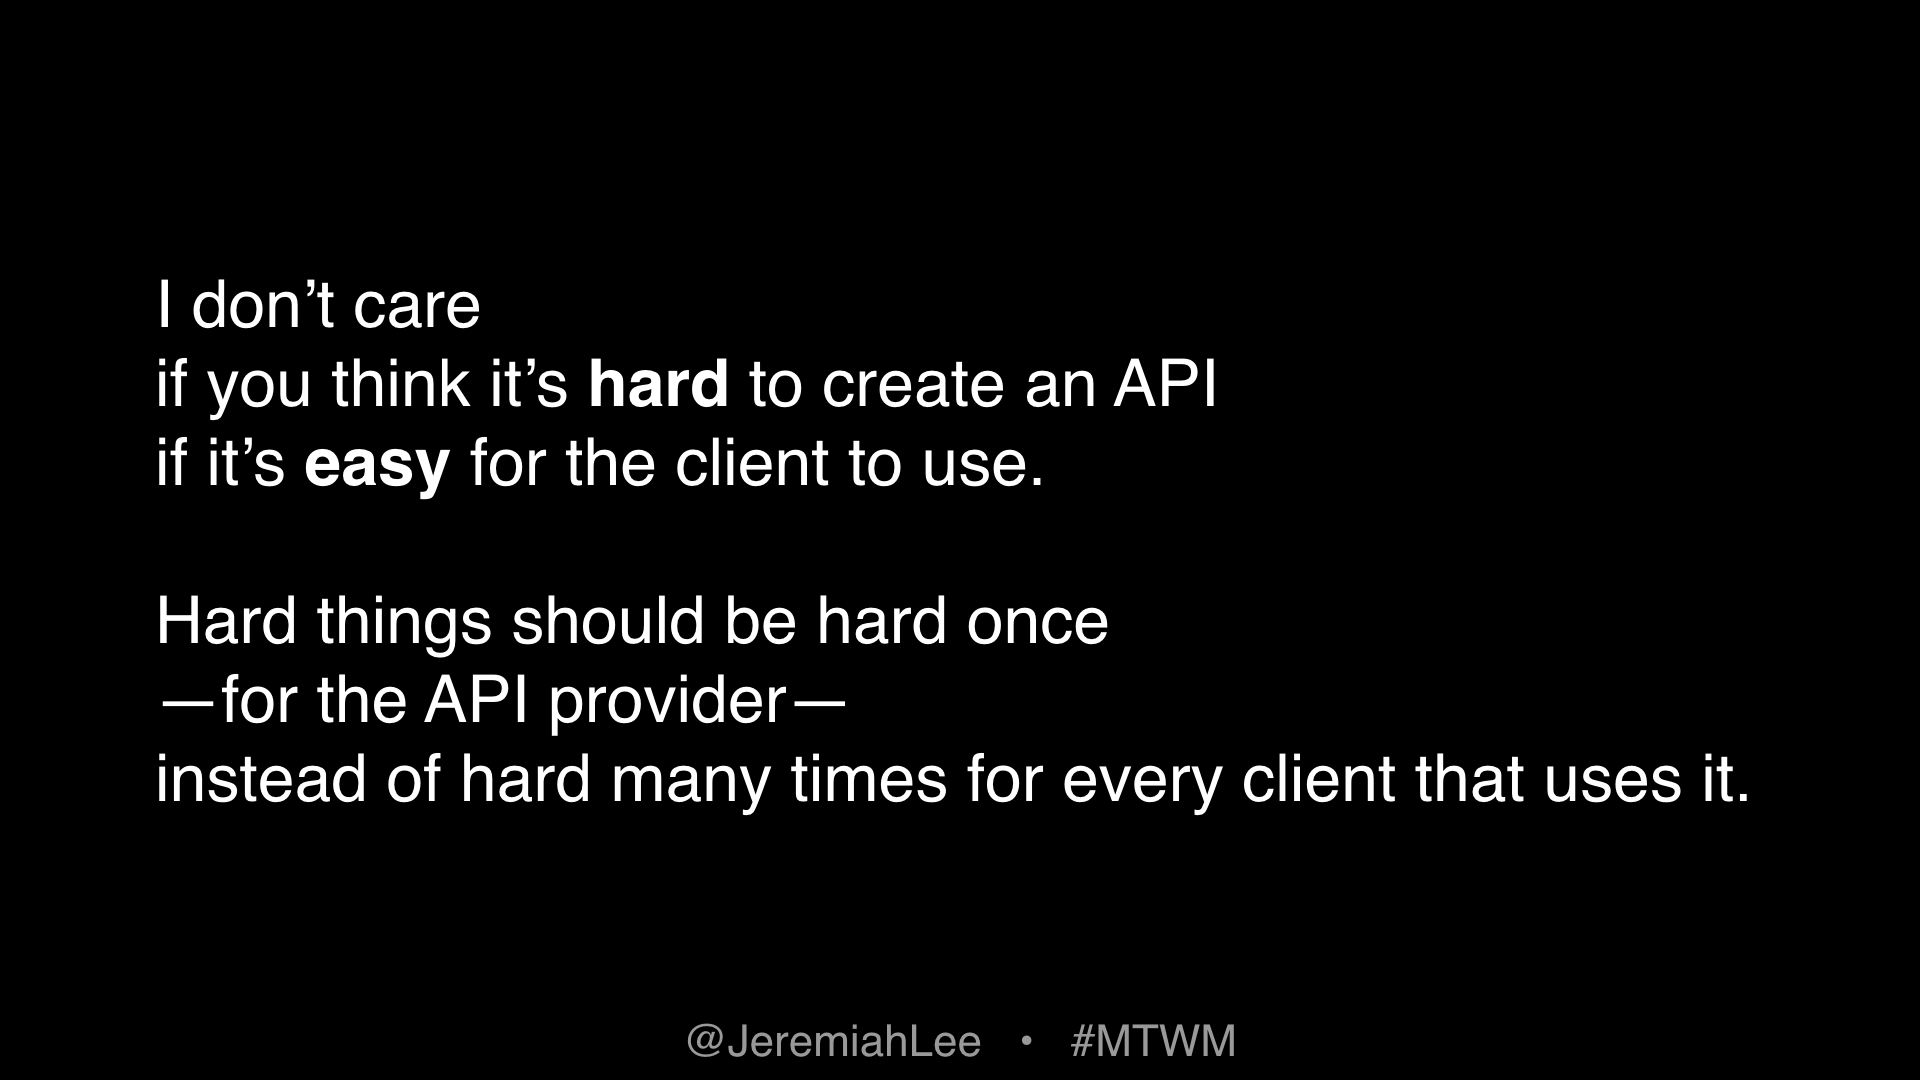 I don’t care
if you think it’s hard to create an API
if it’s easy for the client to use.
Hard things should be hard once
—for the API provider—
instead of hard many times for every client that uses it.
@JeremiahLee • #MTWM